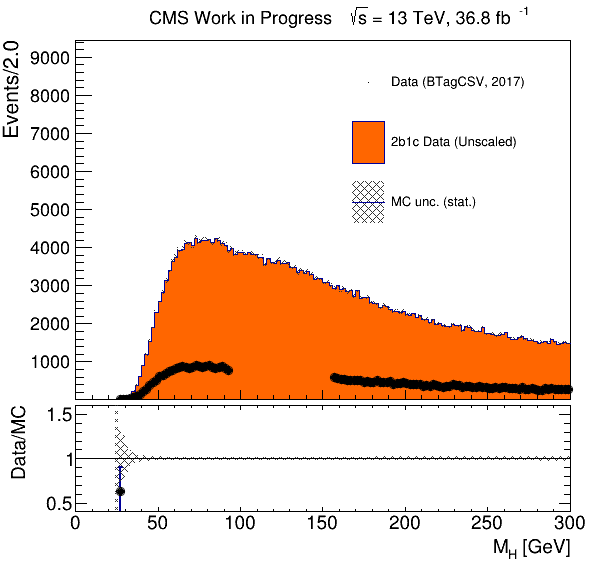 CMS Work in Progress √s = 13 TeV, 36.8 fb⁻¹
Events/2.0
9000
8000
7000
6000
5000
4000
3000
2000
1000
Data (BTagCSV, 2017)
2b1c Data (Unscaled)
MC unc. (stat.)
Data/MC
1.5
1
0.5
0 50 100 150 200 250 300
M_H [GeV]